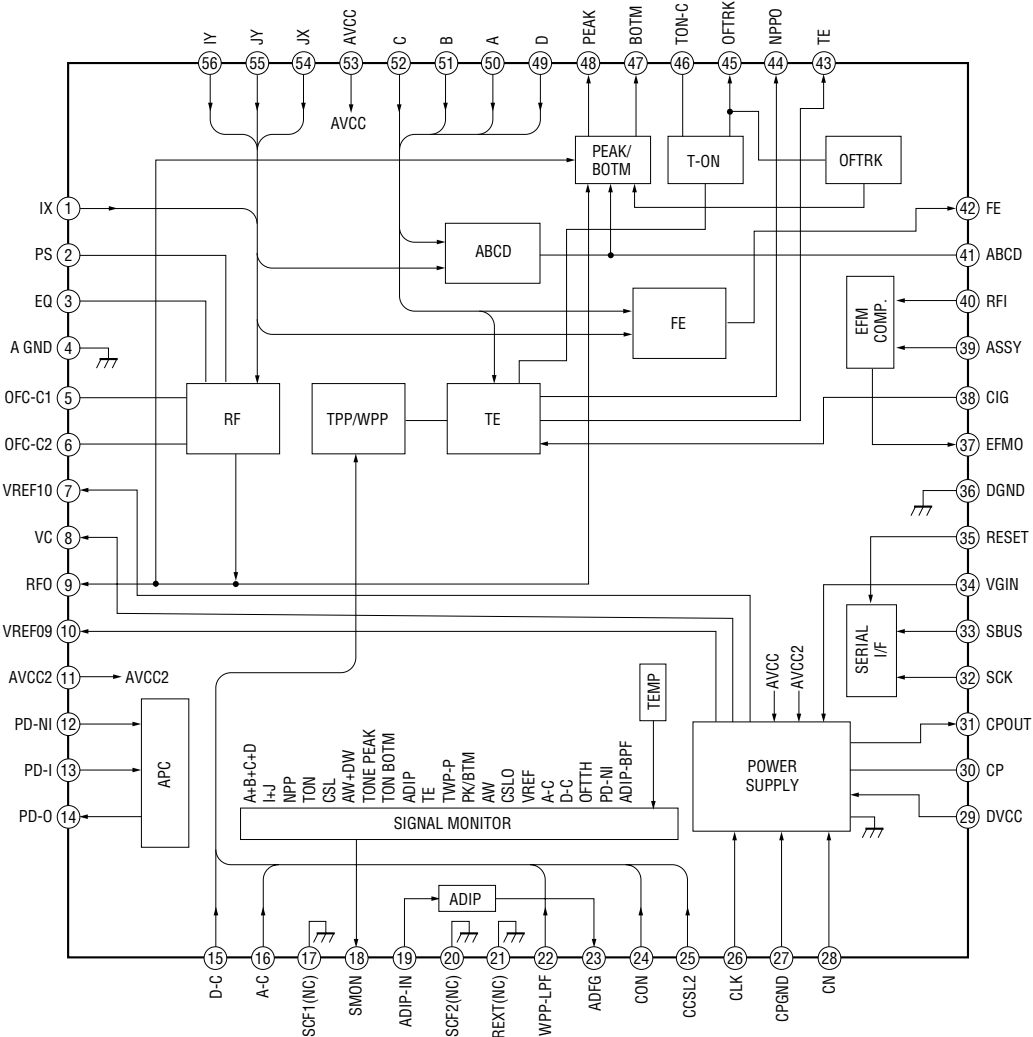 IY
JY
JX
AVCC
C
B
A
D
PEAK
BOTM
TON-C
OFTRK
NPPO
TE
56
55
54
53
52
51
50
49
48
47
46
45
44
43
AVCC
PEAK/
BOTM
T-ON
OFTRK
IX 1
PS 2
EQ 3
A GND 4
OFC-C1 5
OFC-C2 6
VREF10 7
VC 8
RFO 9
VREF09 10
AVCC2 11
AVCC2
PD-NI 12
PD-I 13
PD-O 14
42 FE
41 ABCD
40 RFI
39 ASSY
38 CIG
37 EFMO
36 DGND
35 RESET
34 VGIN
33 SBUS
32 SCK
31 CPOUT
30 CP
29 DVCC
ABCD
FE
EFM
COMP.
RF
TPP/WPP
TE
SERIAL
I/F
AVCC
AVCC2
TEMP
APC
POWER
SUPPLY
A+B+C+D
I+J
NPP
TON
CSL
AW+DW
TONE PEAK
TON BOTM
ADIP
TE
TWP-P
PK/BTM
AW
CSLO
VREF
A-C
D-C
OFTTH
PD-NI
ADIP-BPF
SIGNAL MONITOR
ADIP
15
16
17
18
19
20
21
22
23
24
25
26
27
28
D-C
A-C
SCF1(NC)
SMON
ADIP-IN
SCF2(NC)
REXT(NC)
WPP-LPF
ADFG
CON
CCSL2
CLK
CPGND
CN